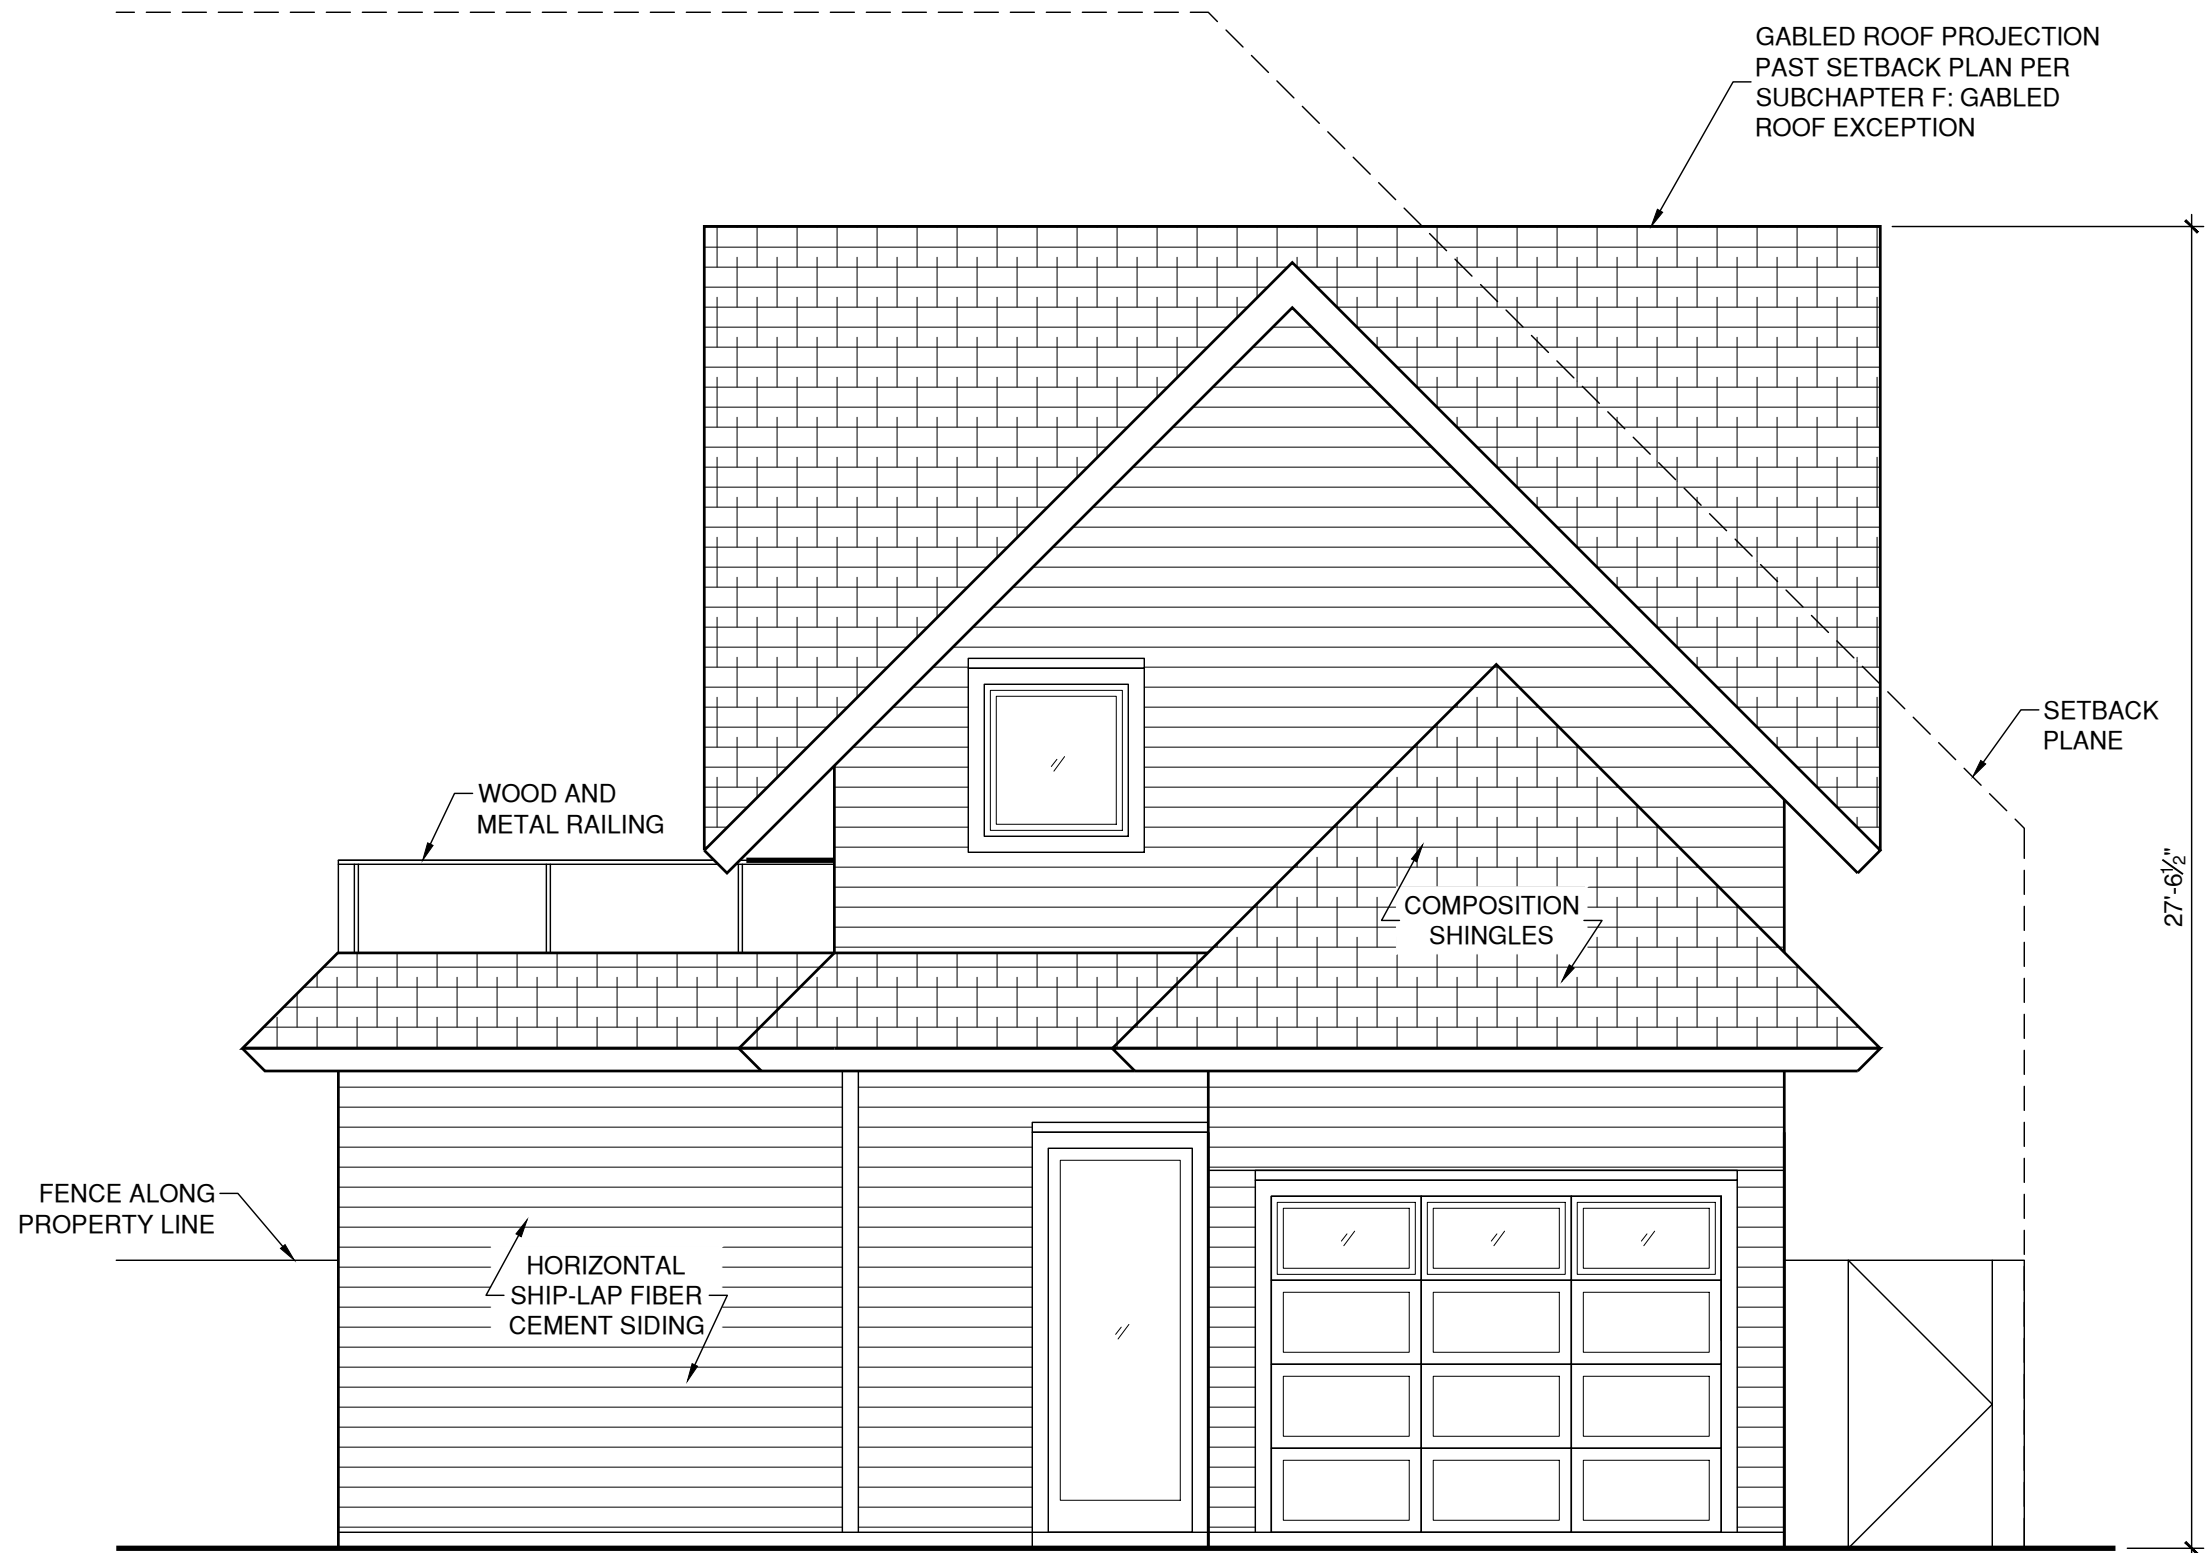 GABLED ROOF PROJECTION
PAST SETBACK PLAN PER
SUBCHAPTER F: GABLED
ROOF EXCEPTION
SETBACK
PLANE
WOOD AND
METAL RAILING
27'-6½"
COMPOSITION
SHINGLES
FENCE ALONG
PROPERTY LINE
HORIZONTAL
SHIP-LAP FIBER
CEMENT SIDING